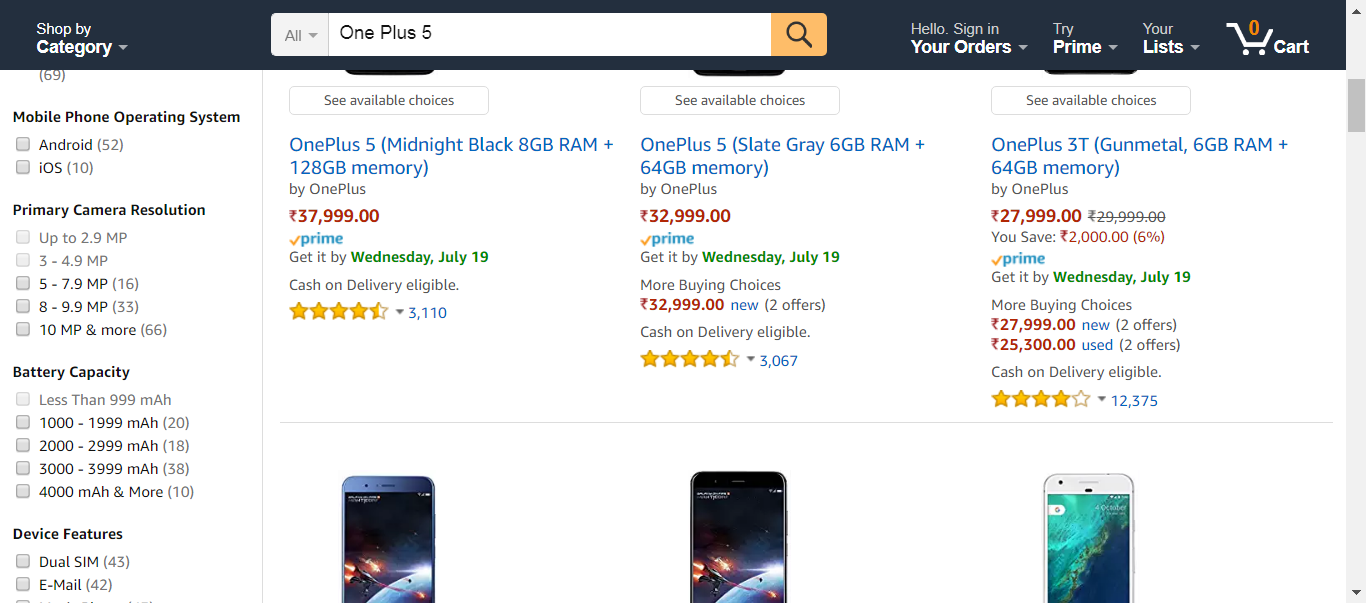 Shop by
Category
All
One Plus 5
Hello. Sign in
Your Orders
Try
Prime
Your
Lists
0
Cart
(69)
Mobile Phone Operating System
Android (52)
iOS (10)
Primary Camera Resolution
Up to 2.9 MP
3 - 4.9 MP
5 - 7.9 MP (16)
8 - 9.9 MP (33)
10 MP & more (66)
Battery Capacity
Less Than 999 mAh
1000 - 1999 mAh (20)
2000 - 2999 mAh (18)
3000 - 3999 mAh (38)
4000 mAh & More (10)
Device Features
Dual SIM (43)
E-Mail (42)
See available choices
OnePlus 5 (Midnight Black 8GB RAM +
128GB memory)
by OnePlus
₹37,999.00
prime
Get it by Wednesday, July 19
Cash on Delivery eligible.
3,110
See available choices
OnePlus 5 (Slate Gray 6GB RAM +
64GB memory)
by OnePlus
₹32,999.00
prime
Get it by Wednesday, July 19
More Buying Choices
₹32,999.00 new (2 offers)
Cash on Delivery eligible.
3,067
See available choices
OnePlus 3T (Gunmetal, 6GB RAM +
64GB memory)
by OnePlus
₹27,999.00 ₹29,999.00
You Save: ₹2,000.00 (6%)
prime
Get it by Wednesday, July 19
More Buying Choices
₹27,999.00 new (2 offers)
₹25,300.00 used (2 offers)
Cash on Delivery eligible.
12,375
G
4 October